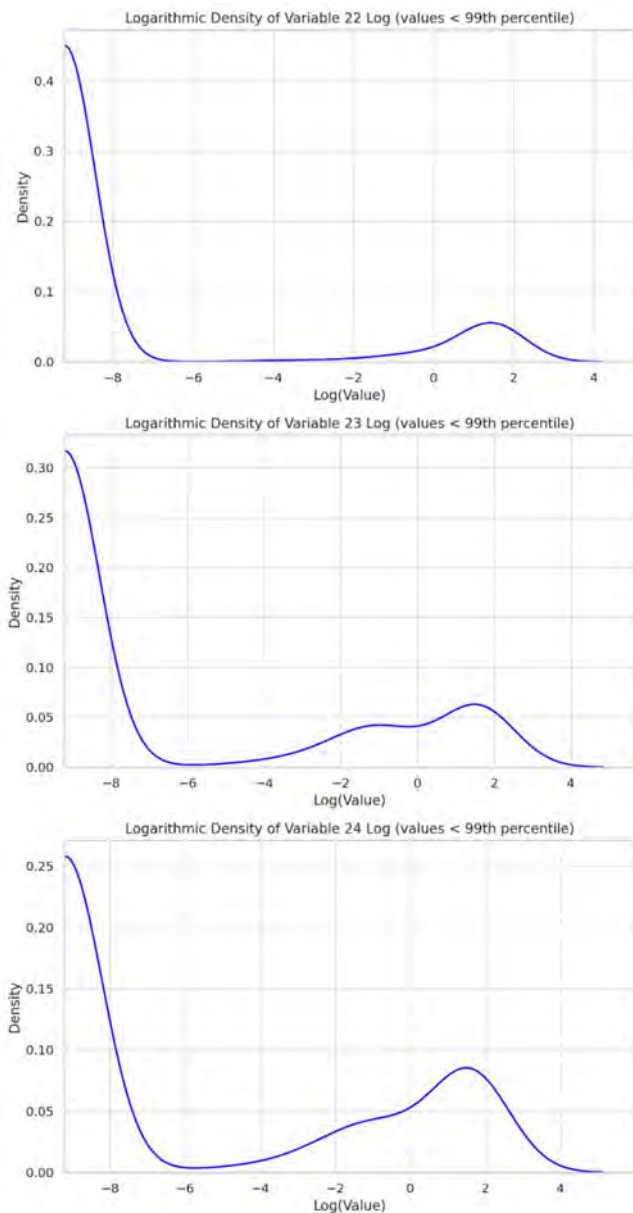 Logarithmic Density of Variable 22 Log (values < 99th percentile)
Density
0.4
0.3
0.2
0.1
0.0
−8 −6 −4 −2 0 2 4
Log(Value)
Logarithmic Density of Variable 23 Log (values < 99th percentile)
Density
0.30
0.25
0.20
0.15
0.10
0.05
0.00
−8 −6 −4 −2 0 2 4
Log(Value)
Logarithmic Density of Variable 24 Log (values < 99th percentile)
Density
0.25
0.20
0.15
0.10
0.05
0.00
−8 −6 −4 −2 0 2 4
Log(Value)